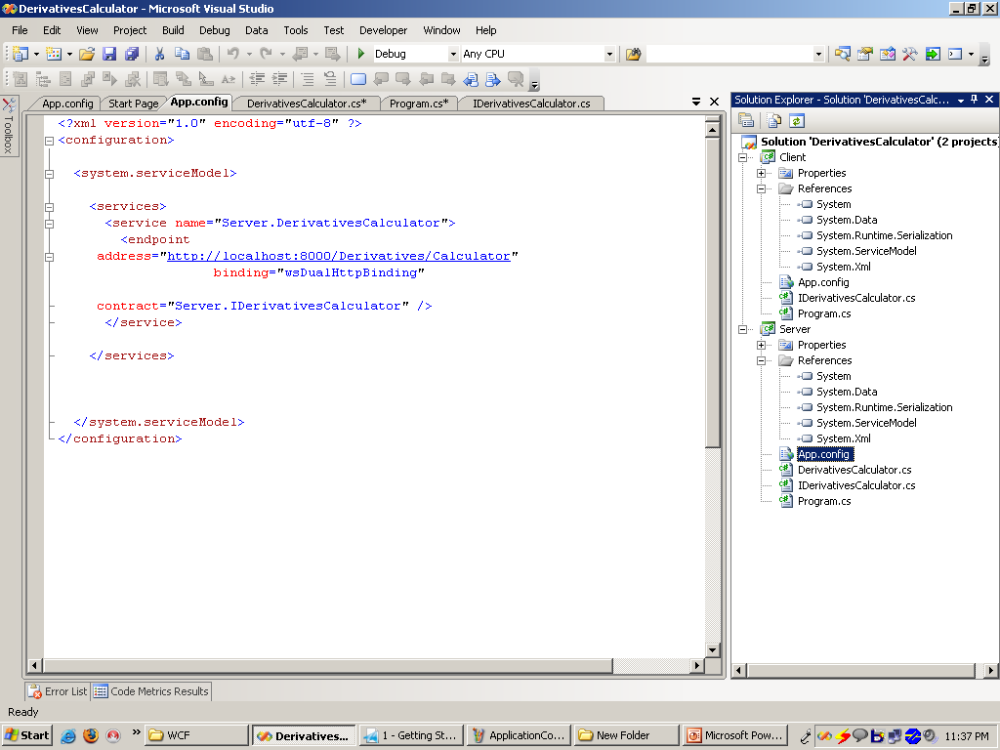 DerivativesCalculator - Microsoft Visual Studio
File Edit View Project Build Debug Data Tools Test Developer Window Help
Debug Any CPU
App.config Start Page App.config DerivativesCalculator.cs* Program.cs* IDerivativesCalculator.cs
Toolbox
<?xml version="1.0" encoding="utf-8" ?>
<configuration>
<system.serviceModel>
<services>
<service name="Server.DerivativesCalculator">
<endpoint
address="http://localhost:8000/Derivatives/Calculator"
binding="wsDualHttpBinding"
contract="Server.IDerivativesCalculator" />
</service>
</services>
</system.serviceModel>
</configuration>
Solution Explorer - Solution 'DerivativesCalc...
Solution 'DerivativesCalculator' (2 projects
Client
Properties
References
System
System.Data
System.Runtime.Serialization
System.ServiceModel
System.Xml
App.config
IDerivativesCalculator.cs
Program.cs
Server
Properties
References
System
System.Data
System.Runtime.Serialization
System.ServiceModel
System.Xml
App.config
DerivativesCalculator.cs
IDerivativesCalculator.cs
Program.cs
Error List Code Metrics Results
Ready
Start WCF Derivatives... 1 - Getting St... ApplicationCo... New Folder Microsoft Pow... 11:37 PM